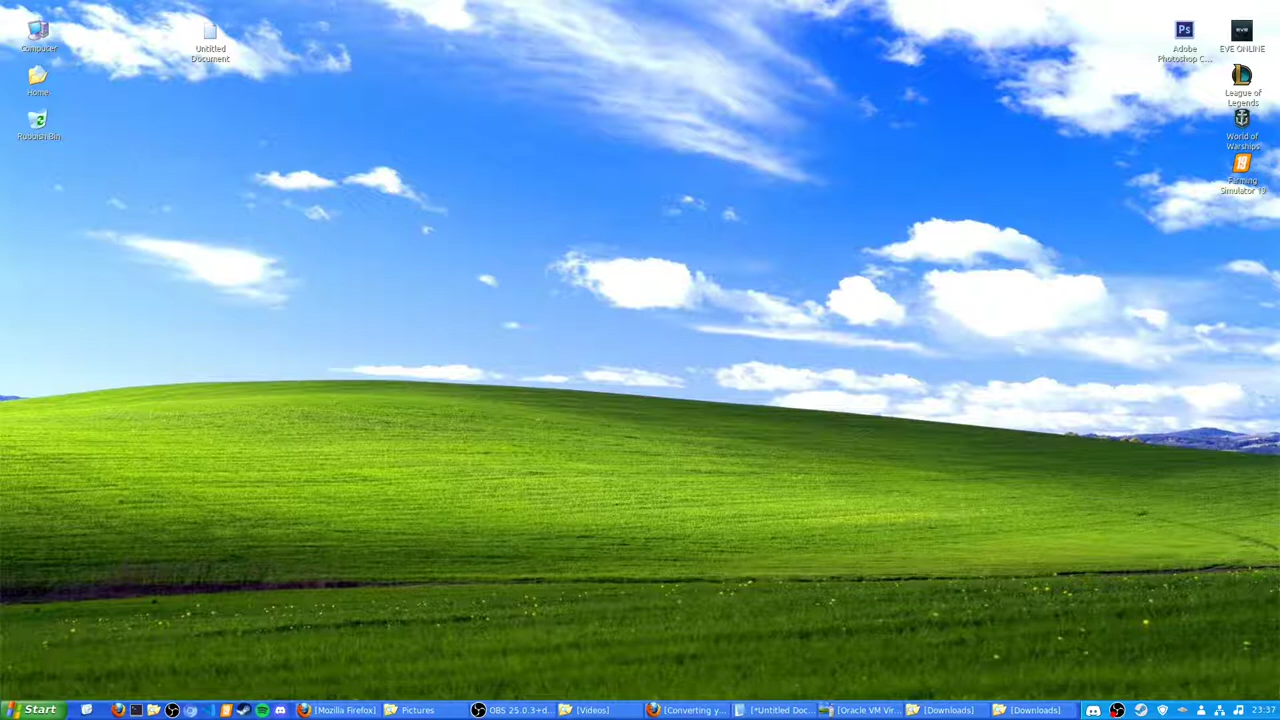 Computer
Home
Rubbish Bin
Untitled
Document
Ps
Adobe
Photoshop C...
EVE
EVE ONLINE
League of
Legends
World of
Warships
19
Farming
Simulator 19
Start
[Mozilla Firefox]
Pictures
OBS 25.0.3+d...
[Videos]
[Converting y...
[*Untitled Doc...
[Oracle VM Vir...
[Downloads]
[Downloads]
23:37